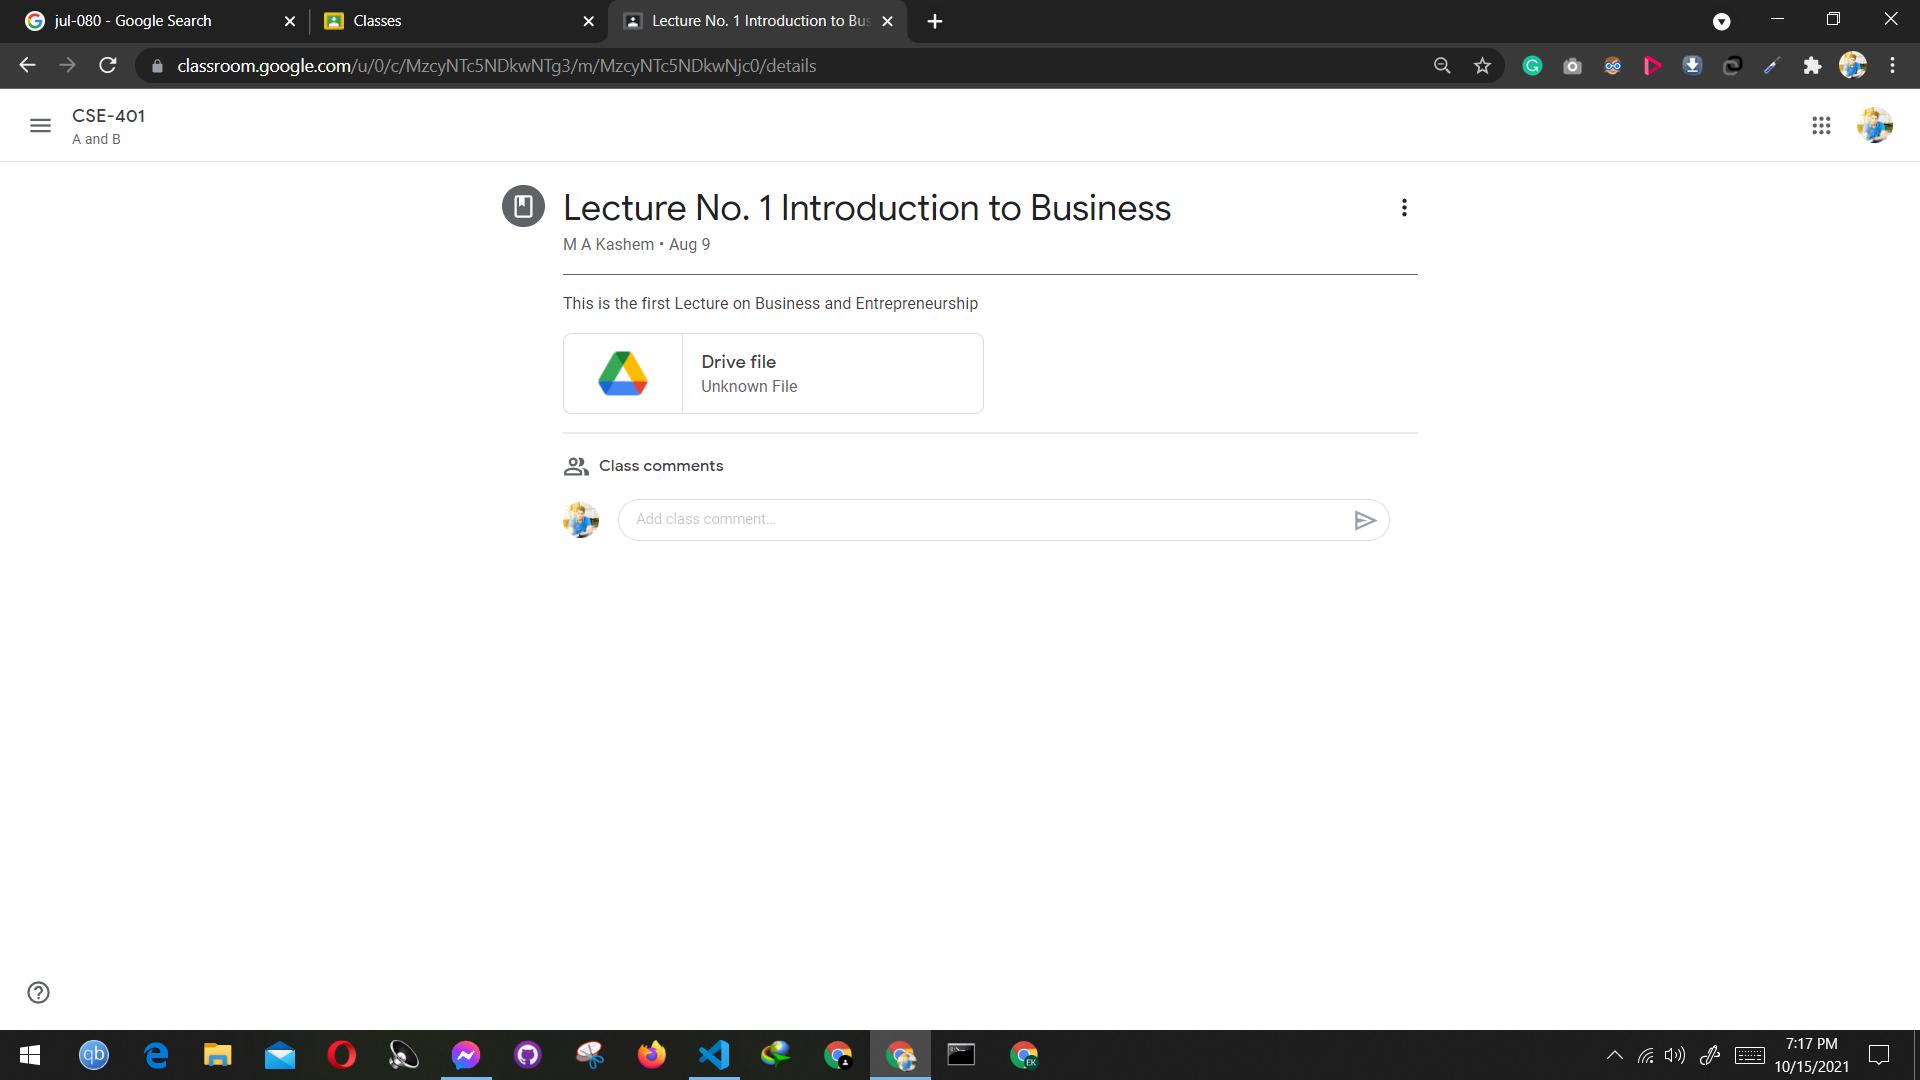 jul-080 - Google Search
Classes
Lecture No. 1 Introduction to Bus
classroom.google.com/u/0/c/MzcyNTc5NDkwNTg3/m/MzcyNTc5NDkwNjc0/details
CSE-401
A and B
Lecture No. 1 Introduction to Business
M A Kashem • Aug 9
This is the first Lecture on Business and Entrepreneurship
Drive file
Unknown File
Class comments
Add class comment...
qb
EK
7:17 PM
10/15/2021